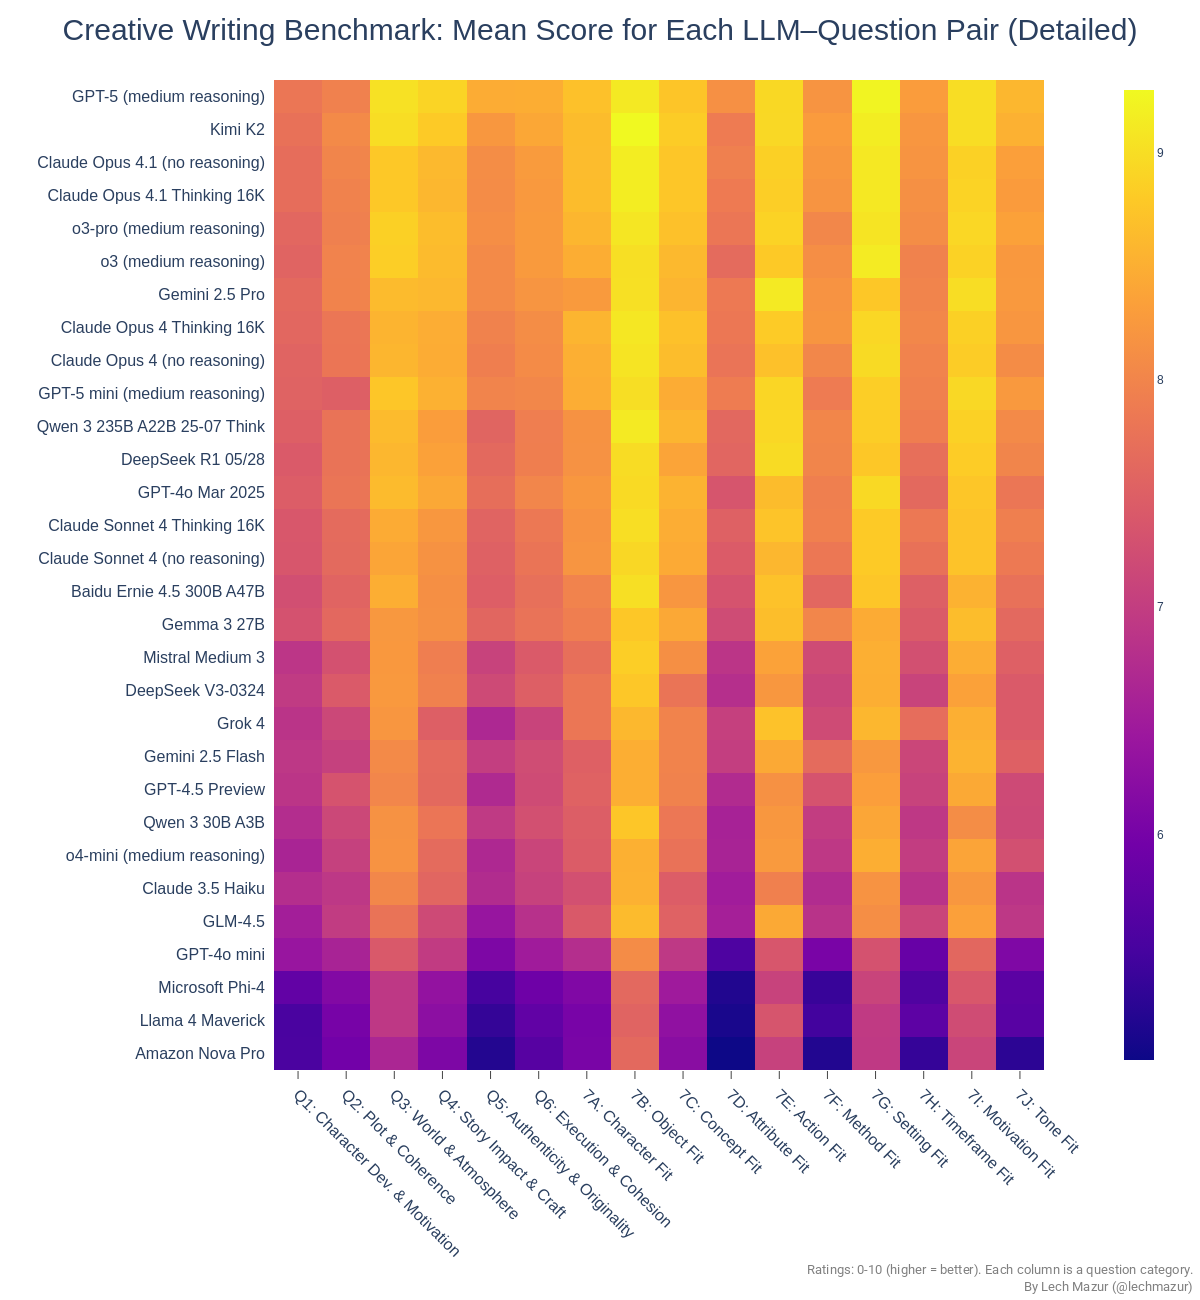 Creative Writing Benchmark: Mean Score for Each LLM–Question Pair (Detailed)
GPT-5 (medium reasoning)
Kimi K2
Claude Opus 4.1 (no reasoning)
Claude Opus 4.1 Thinking 16K
o3-pro (medium reasoning)
o3 (medium reasoning)
Gemini 2.5 Pro
Claude Opus 4 Thinking 16K
Claude Opus 4 (no reasoning)
GPT-5 mini (medium reasoning)
Qwen 3 235B A22B 25-07 Think
DeepSeek R1 05/28
GPT-4o Mar 2025
Claude Sonnet 4 Thinking 16K
Claude Sonnet 4 (no reasoning)
Baidu Ernie 4.5 300B A47B
Gemma 3 27B
Mistral Medium 3
DeepSeek V3-0324
Grok 4
Gemini 2.5 Flash
GPT-4.5 Preview
Qwen 3 30B A3B
o4-mini (medium reasoning)
Claude 3.5 Haiku
GLM-4.5
GPT-4o mini
Microsoft Phi-4
Llama 4 Maverick
Amazon Nova Pro
9
8
7
6
Q1: Character Dev. & Motivation
Q2: Plot & Coherence
Q3: World & Atmosphere
Q4: Story Impact & Craft
Q5: Authenticity & Originality
Q6: Execution & Cohesion
7A: Character Fit
7B: Object Fit
7C: Concept Fit
7D: Attribute Fit
7E: Action Fit
7F: Method Fit
7G: Setting Fit
7H: Timeframe Fit
7I: Motivation Fit
7J: Tone Fit
Ratings: 0-10 (higher = better). Each column is a question category.
By Lech Mazur (@lechmazur)